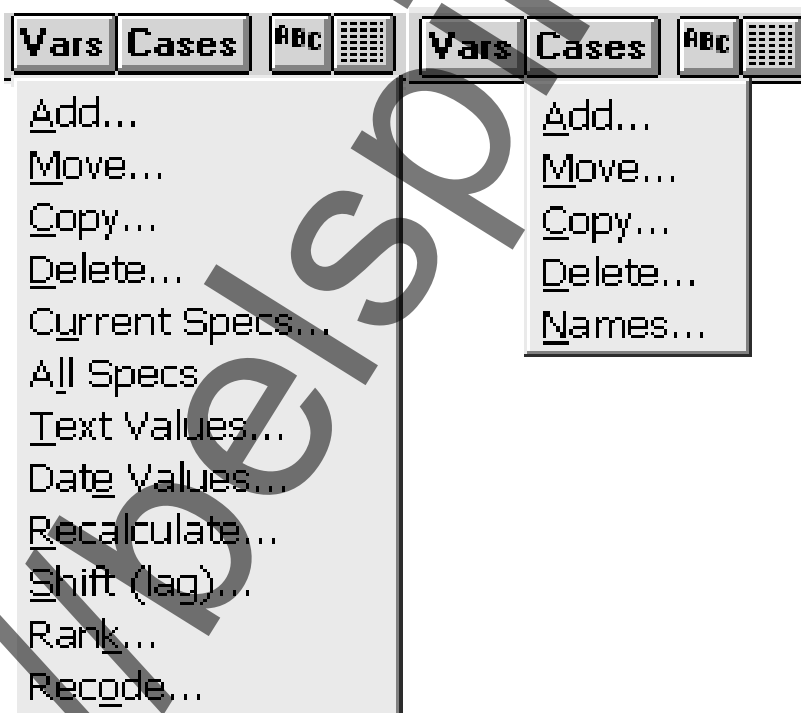 Vars Cases ABC
Add...
Move...
Copy...
Delete...
Current Specs...
All Specs
Text Values...
Date Values...
Recalculate...
Shift (lag)...
Rank...
Recode...
Vars Cases ABC
Add...
Move...
Copy...
Delete...
Names...
//belspi